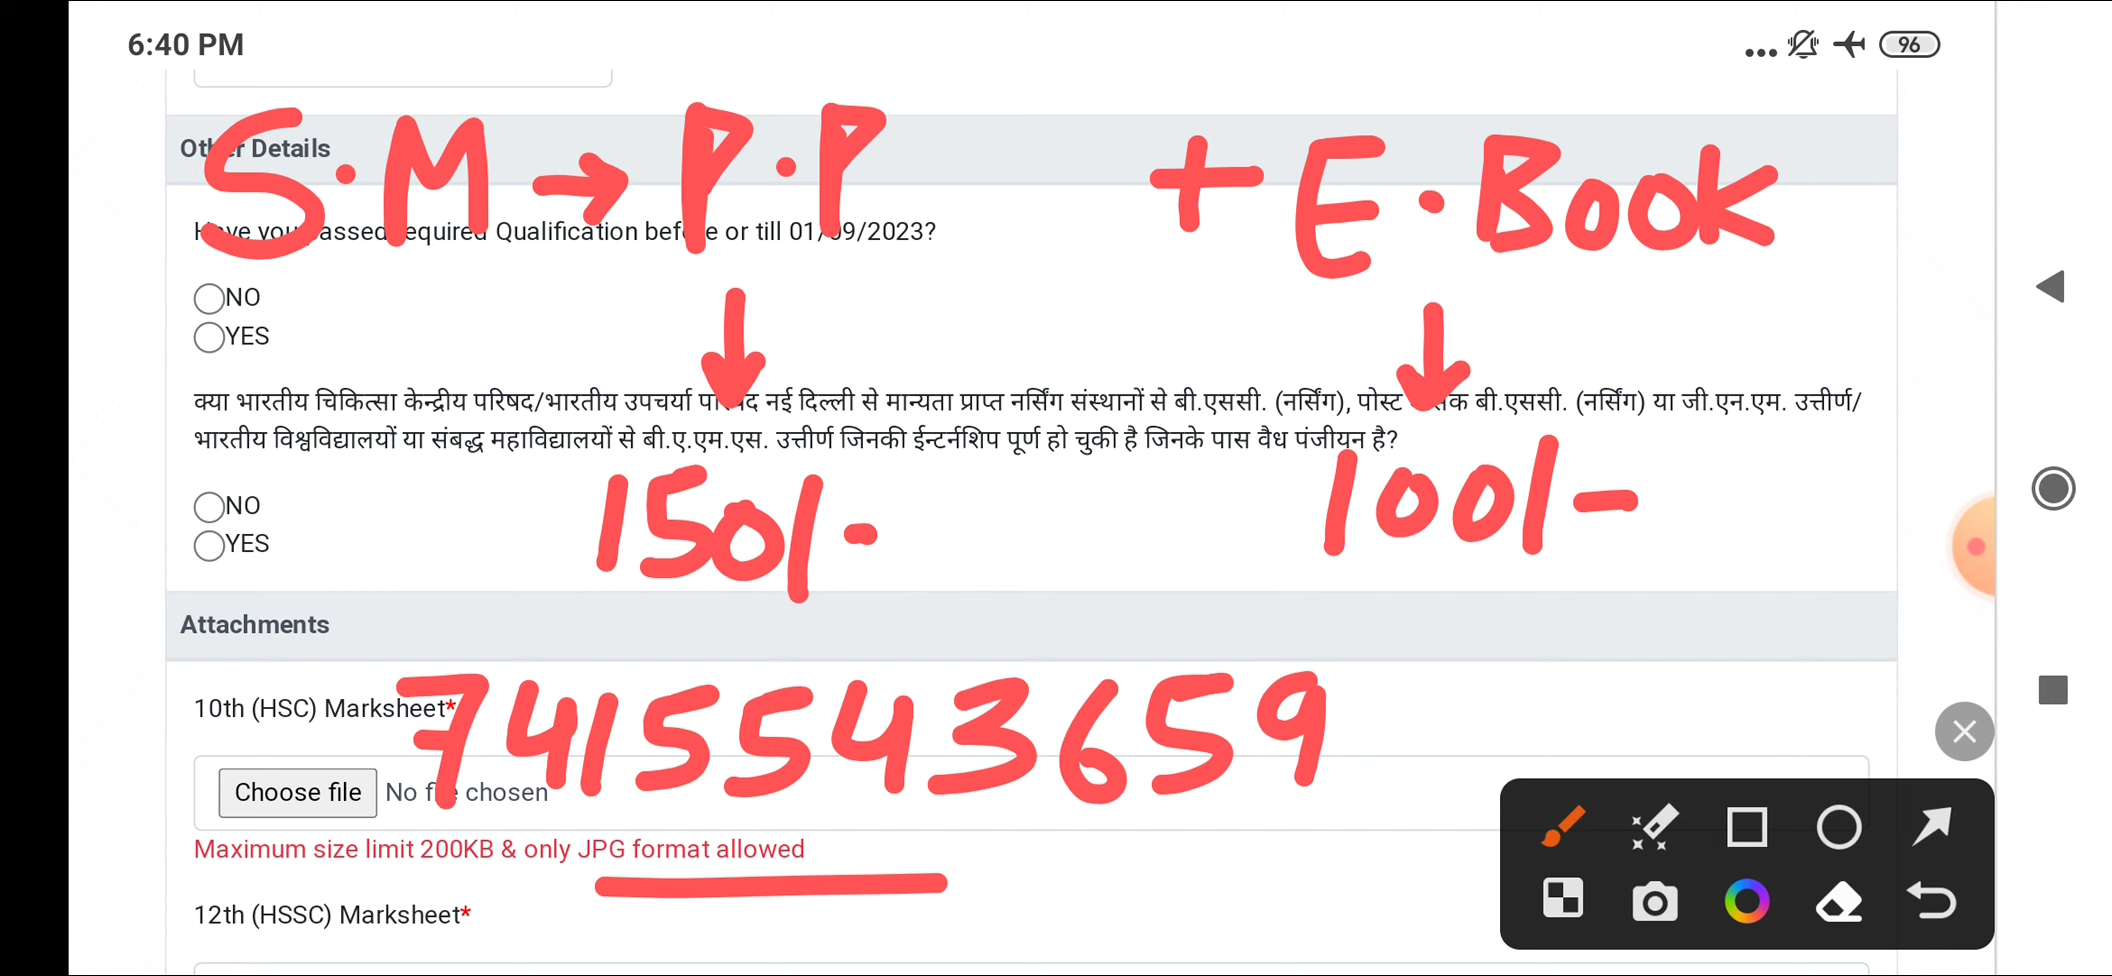 6:40 PM
96
Other Details
S.M → P.P + E.Book
Have you passed required Qualification before or till 01/09/2023?
NO
YES
क्या भारतीय चिकित्सा केन्द्रीय परिषद/भारतीय उपचर्या परिषद नई दिल्ली से मान्यता प्राप्त नर्सिंग संस्थानों से बी.एससी. (नर्सिंग), पोस्ट बेसिक बी.एससी. (नर्सिंग) या जी.एन.एम. उत्तीर्ण/
भारतीय विश्वविद्यालयों या संबद्ध महाविद्यालयों से बी.ए.एम.एस. उत्तीर्ण जिनकी ईन्टर्नशिप पूर्ण हो चुकी है जिनके पास वैध पंजीयन है?
NO
YES
150/- 100/-
Attachments
10th (HSC) Marksheet*
7415543659
Choose file No file chosen
Maximum size limit 200KB & only JPG format allowed
12th (HSSC) Marksheet*